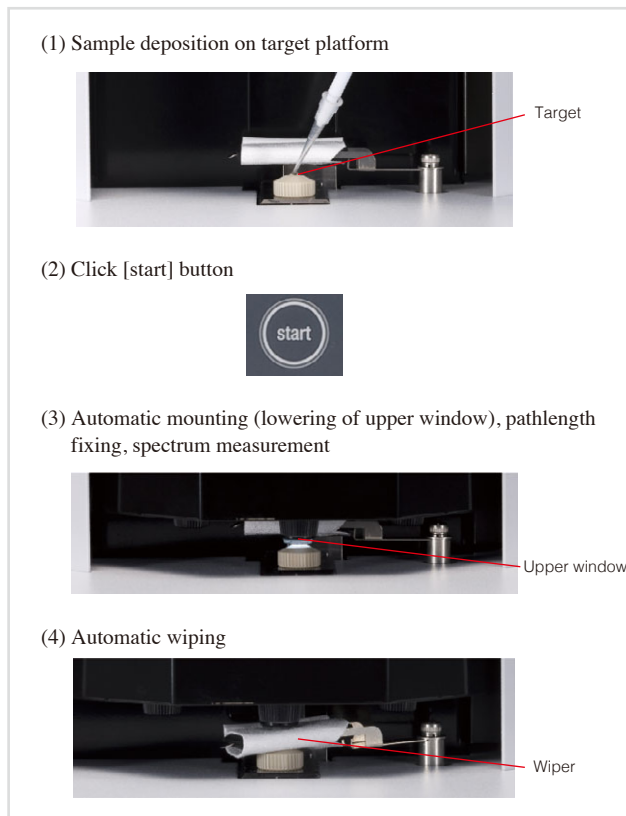 (1) Sample deposition on target platform
Target
(2) Click [start] button
start
(3) Automatic mounting (lowering of upper window), pathlength
fixing, spectrum measurement
Upper window
(4) Automatic wiping
Wiper